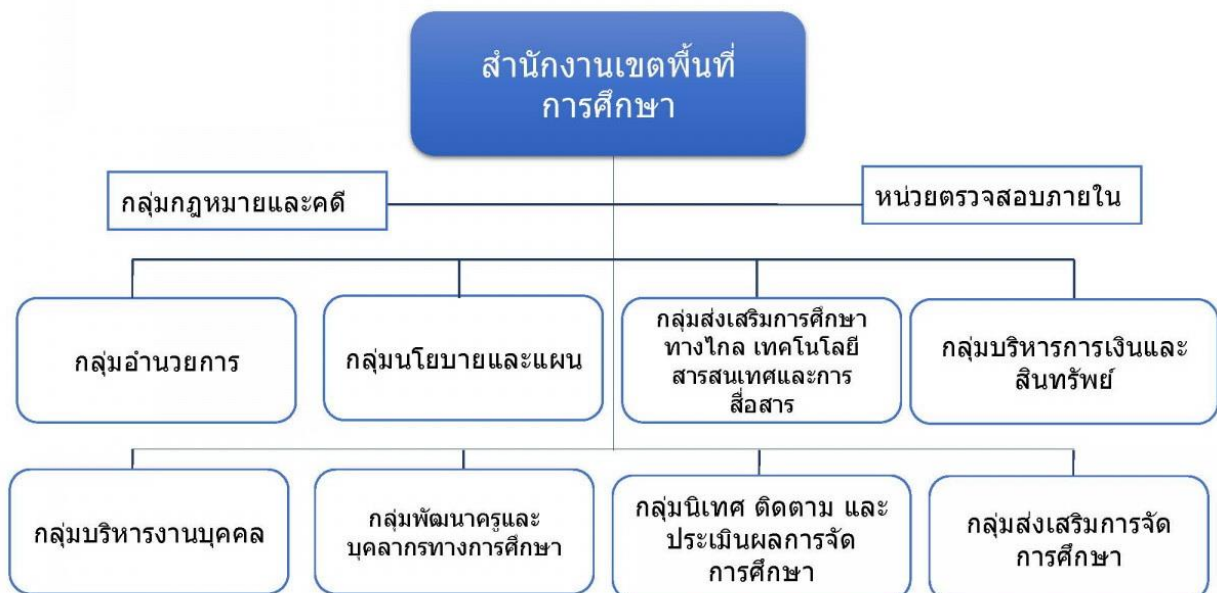 สำนักงานเขตพื้นที่
การศึกษา
กลุ่มกฎหมายและคดี
หน่วยตรวจสอบภายใน
กลุ่มอำนวยการ
กลุ่มนโยบายและแผน
กลุ่มส่งเสริมการศึกษา
ทางไกล เทคโนโลยี
สารสนเทศและการ
สื่อสาร
กลุ่มบริหารการเงินและ
สินทรัพย์
กลุ่มบริหารงานบุคคล
กลุ่มพัฒนาครูและ
บุคลากรทางการศึกษา
กลุ่มนิเทศ ติดตาม และ
ประเมินผลการจัด
การศึกษา
กลุ่มส่งเสริมการจัด
การศึกษา